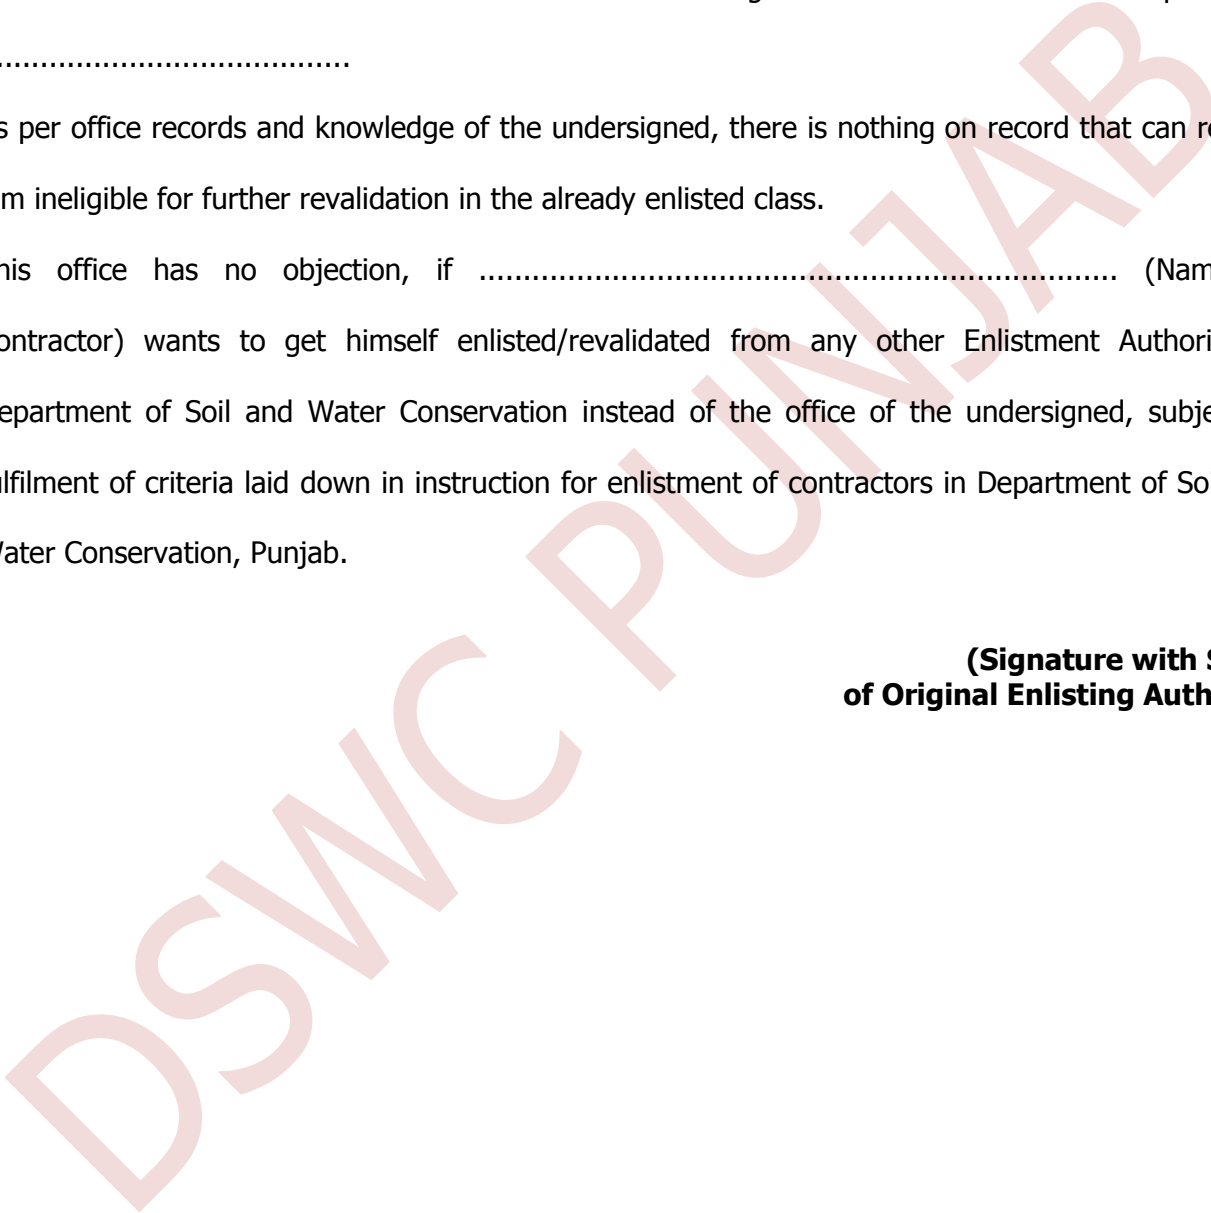 ........................................
s per office records and knowledge of the undersigned, there is nothing on record that can re
m ineligible for further revalidation in the already enlisted class.
his office has no objection, if ........................................................................ (Nam
ontractor) wants to get himself enlisted/revalidated from any other Enlistment Authori
epartment of Soil and Water Conservation instead of the office of the undersigned, subje
lfilment of criteria laid down in instruction for enlistment of contractors in Department of Soi
ater Conservation, Punjab.
(Signature with S
of Original Enlisting Auth
DSWC PUNJAB